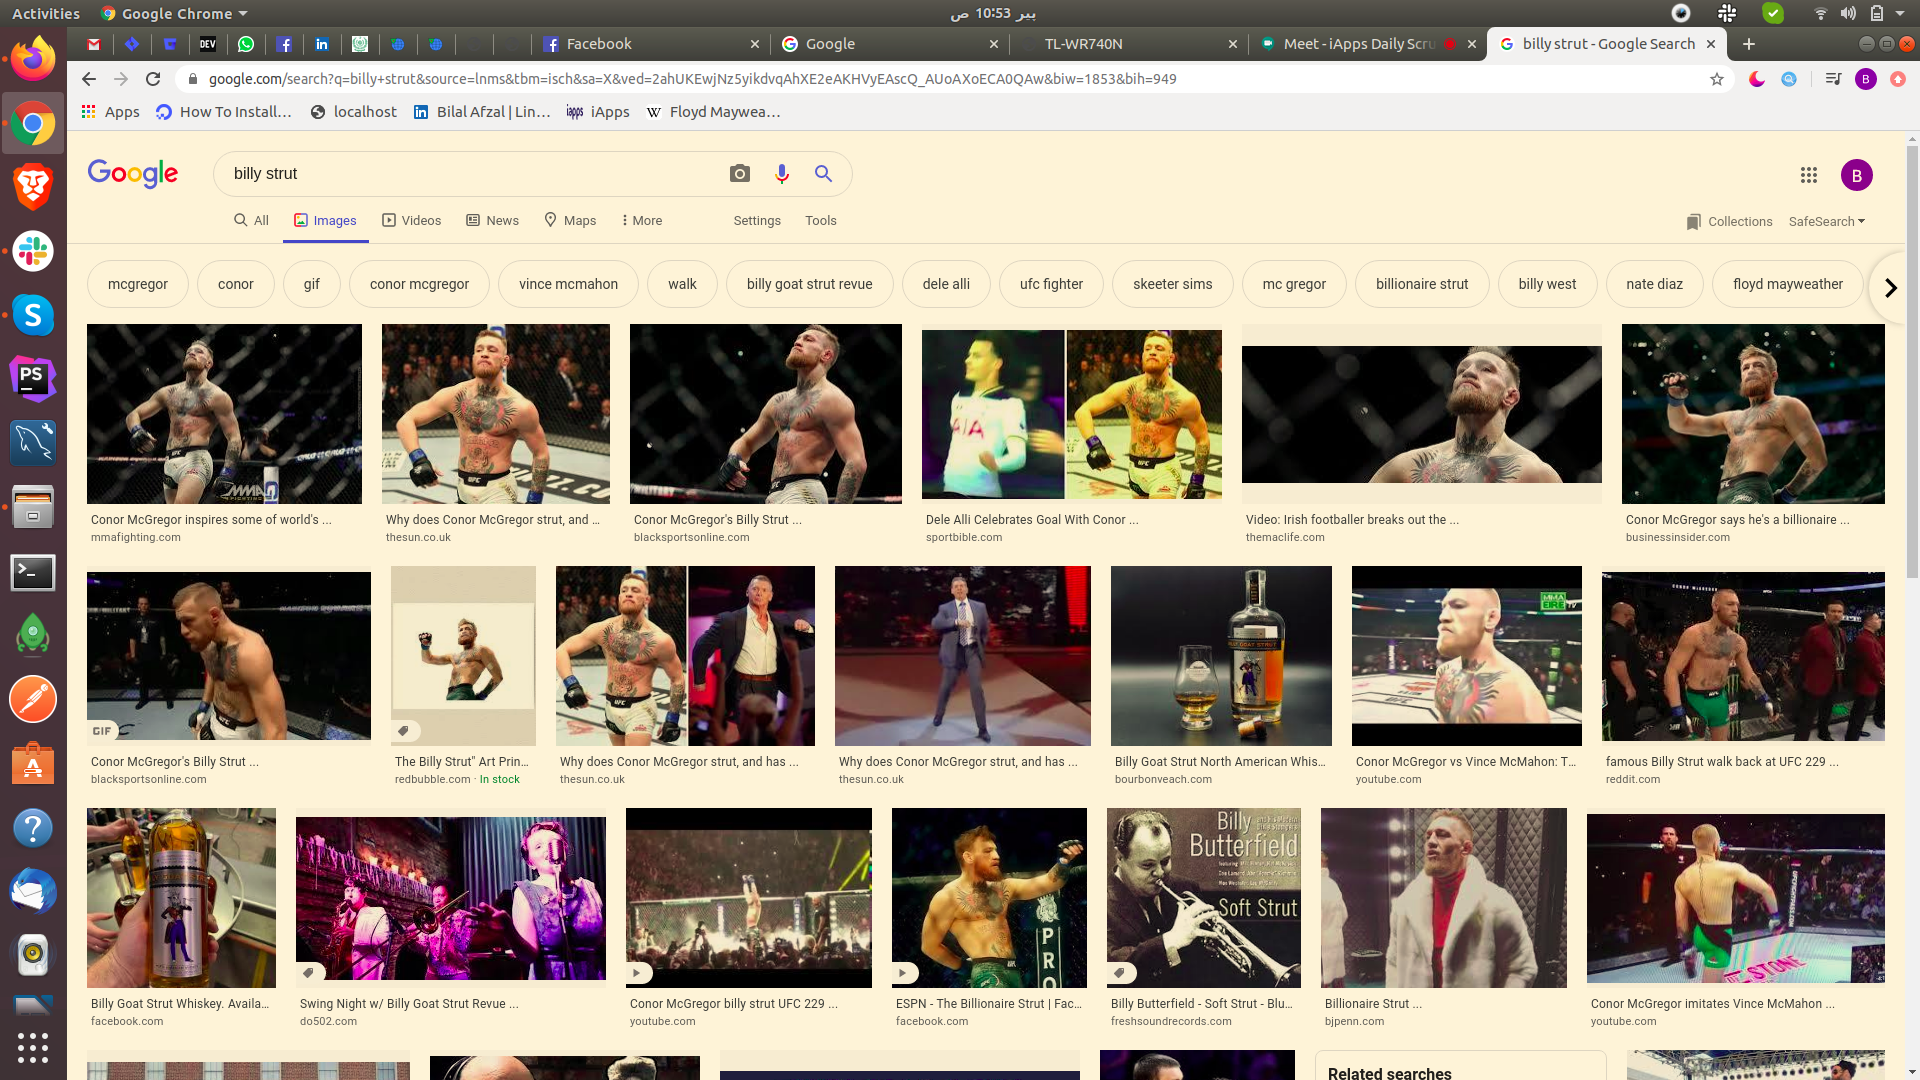 Activities Google Chrome
پیر 10:53 ص
Facebook
Google
TL-WR740N
Meet - iApps Daily Scru
billy strut - Google Search
google.com/search?q=billy+strut&source=lnms&tbm=isch&sa=X&ved=2ahUKEwjNz5yikdvqAhXE2eAKHVyEAscQ_AUoAXoECA0QAw&biw=1853&bih=949
Apps
How To Install...
localhost
Bilal Afzal | Lin...
iApps
Floyd Maywea...
Google
billy strut
B
All
Images
Videos
News
Maps
More
Settings
Tools
Collections
SafeSearch
mcgregor
conor
gif
conor mcgregor
vince mcmahon
walk
billy goat strut revue
dele alli
ufc fighter
skeeter sims
mc gregor
billionaire strut
billy west
nate diaz
floyd mayweather
Conor McGregor inspires some of world's ...
mmafighting.com
Why does Conor McGregor strut, and ...
thesun.co.uk
Conor McGregor's Billy Strut ...
blacksportsonline.com
Dele Alli Celebrates Goal With Conor ...
sportbible.com
Video: Irish footballer breaks out the ...
themaclife.com
Conor McGregor says he's a billionaire ...
businessinsider.com
GIF
Conor McGregor's Billy Strut ...
blacksportsonline.com
The Billy Strut" Art Prin...
redbubble.com · In stock
Why does Conor McGregor strut, and has ...
thesun.co.uk
Why does Conor McGregor strut, and has ...
thesun.co.uk
Billy Goat Strut North American Whis...
bourbonveach.com
Conor McGregor vs Vince McMahon: T...
youtube.com
famous Billy Strut walk back at UFC 229 ...
reddit.com
Billy Goat Strut Whiskey. Availa...
facebook.com
Swing Night w/ Billy Goat Strut Revue ...
do502.com
Conor McGregor billy strut UFC 229 ...
youtube.com
ESPN - The Billionaire Strut | Fac...
facebook.com
Billy
Butterfield
Soft Strut
Billy Butterfield - Soft Strut - Blu...
freshsoundrecords.com
Billionaire Strut ...
bjpenn.com
Conor McGregor imitates Vince McMahon ...
youtube.com
Related searches